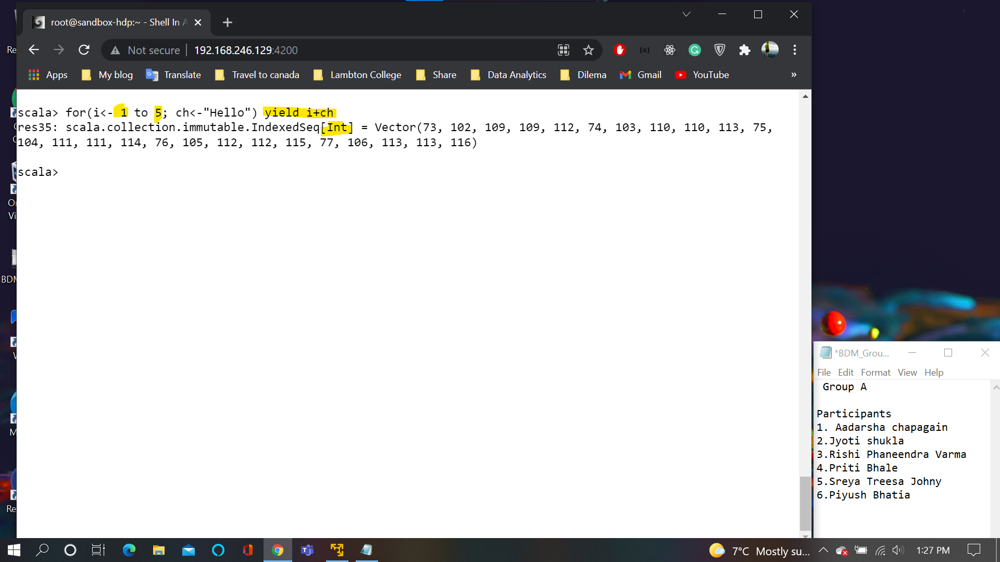 root@sandbox-hdp:~ - Shell In A
Not secure | 192.168.246.129:4200
Apps My blog Translate Travel to canada Lambton College Share Data Analytics Dilema Gmail YouTube »
scala> for(i<- 1 to 5; ch<-"Hello") yield i+ch
res35: scala.collection.immutable.IndexedSeq[Int] = Vector(73, 102, 109, 109, 112, 74, 103, 110, 110, 113, 75,
104, 111, 111, 114, 76, 105, 112, 112, 115, 77, 106, 113, 113, 116)
scala>
Re
BDM
Re
*BDM_Grou...
File Edit Format View Help
Group A
Participants
1. Aadarsha chapagain
2.Jyoti shukla
3.Rishi Phaneendra Varma
4.Priti Bhale
5.Sreya Treesa Johny
6.Piyush Bhatia
7°C Mostly su...
1:27 PM